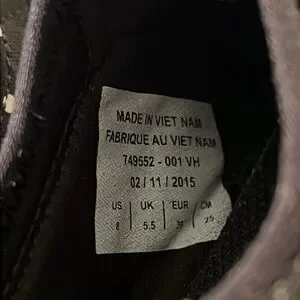 MADE IN VIET NAM
FABRIQUE AU VIET NAM
749552 - 001 VH
02 / 11 / 2015
US UK EUR CM
8 5.5 39 25